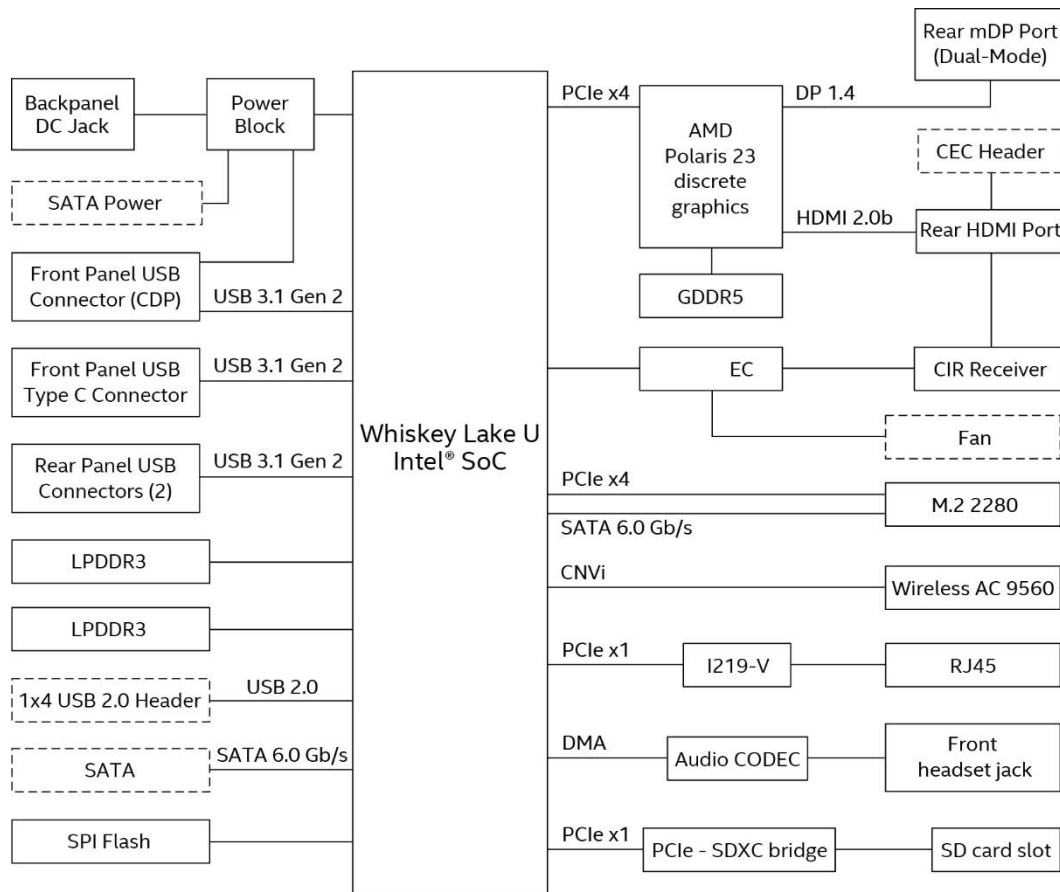 Backpanel
DC Jack
Power
Block
SATA Power
Front Panel USB
Connector (CDP)
USB 3.1 Gen 2
Front Panel USB
Type C Connector
USB 3.1 Gen 2
Rear Panel USB
Connectors (2)
USB 3.1 Gen 2
LPDDR3
LPDDR3
1x4 USB 2.0 Header
USB 2.0
SATA
SATA 6.0 Gb/s
SPI Flash
Whiskey Lake U
Intel® SoC
PCIe x4
AMD
Polaris 23
discrete
graphics
DP 1.4
Rear mDP Port
(Dual-Mode)
CEC Header
HDMI 2.0b
Rear HDMI Port
GDDR5
EC
CIR Receiver
Fan
PCIe x4
SATA 6.0 Gb/s
M.2 2280
CNVi
Wireless AC 9560
PCIe x1
I219-V
RJ45
DMA
Audio CODEC
Front
headset jack
PCIe x1
PCIe - SDXC bridge
SD card slot